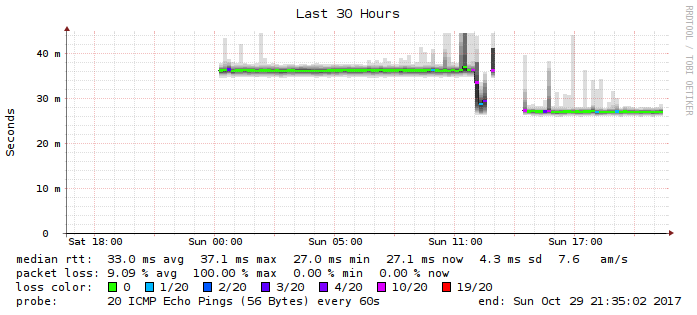 Last 30 Hours
RRDTOOL / TOBI OETIKER
Seconds
40 m
30 m
20 m
10 m
0
Sat 18:00 Sun 00:00 Sun 05:00 Sun 11:00 Sun 17:00
median rtt: 33.0 ms avg 37.1 ms max 27.0 ms min 27.1 ms now 4.3 ms sd 7.6 am/s
packet loss: 9.09 % avg 100.00 % max 0.00 % min 0.00 % now
loss color: 0 1/20 2/20 3/20 4/20 10/20 19/20
probe: 20 ICMP Echo Pings (56 Bytes) every 60s end: Sun Oct 29 21:35:02 2017